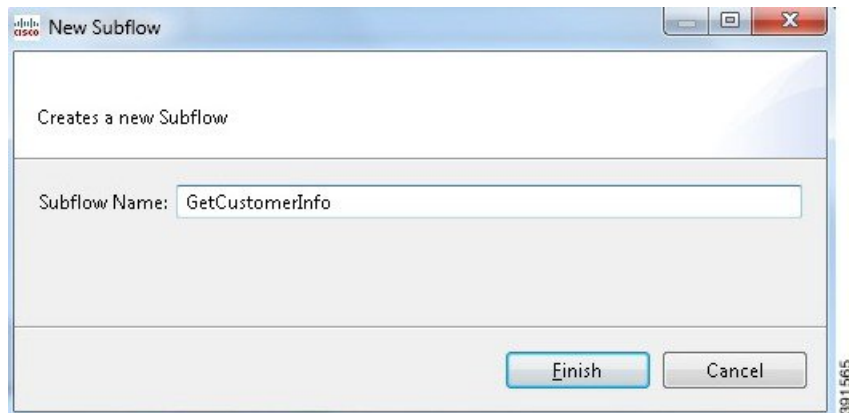 cisco New Subflow
Creates a new Subflow
Subflow Name: GetCustomerInfo
Finish Cancel
391565